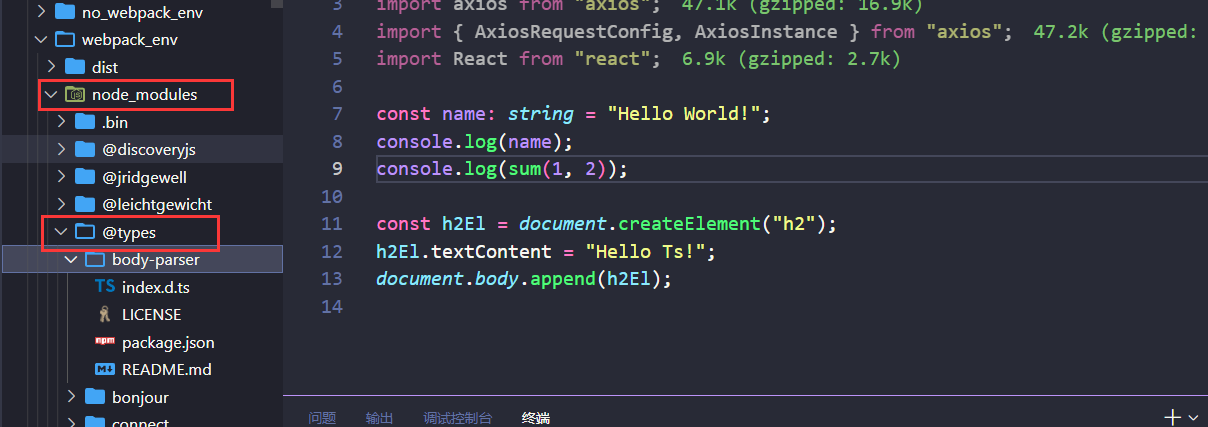 no_webpack_env
webpack_env
dist
node_modules
.bin
@discoveryjs
@jridgewell
@leichtgewicht
@types
body-parser
TS index.d.ts
LICENSE
npm package.json
M↓ README.md
bonjour
connect
3 import axios from "axios"; 47.1k (gzipped: 16.9k)
4 import { AxiosRequestConfig, AxiosInstance } from "axios"; 47.2k (gzipped:
5 import React from "react"; 6.9k (gzipped: 2.7k)
6
7 const name: string = "Hello World!";
8 console.log(name);
9 console.log(sum(1, 2));
10
11 const h2El = document.createElement("h2");
12 h2El.textContent = "Hello Ts!";
13 document.body.append(h2El);
14
问题 输出 调试控制台 终端